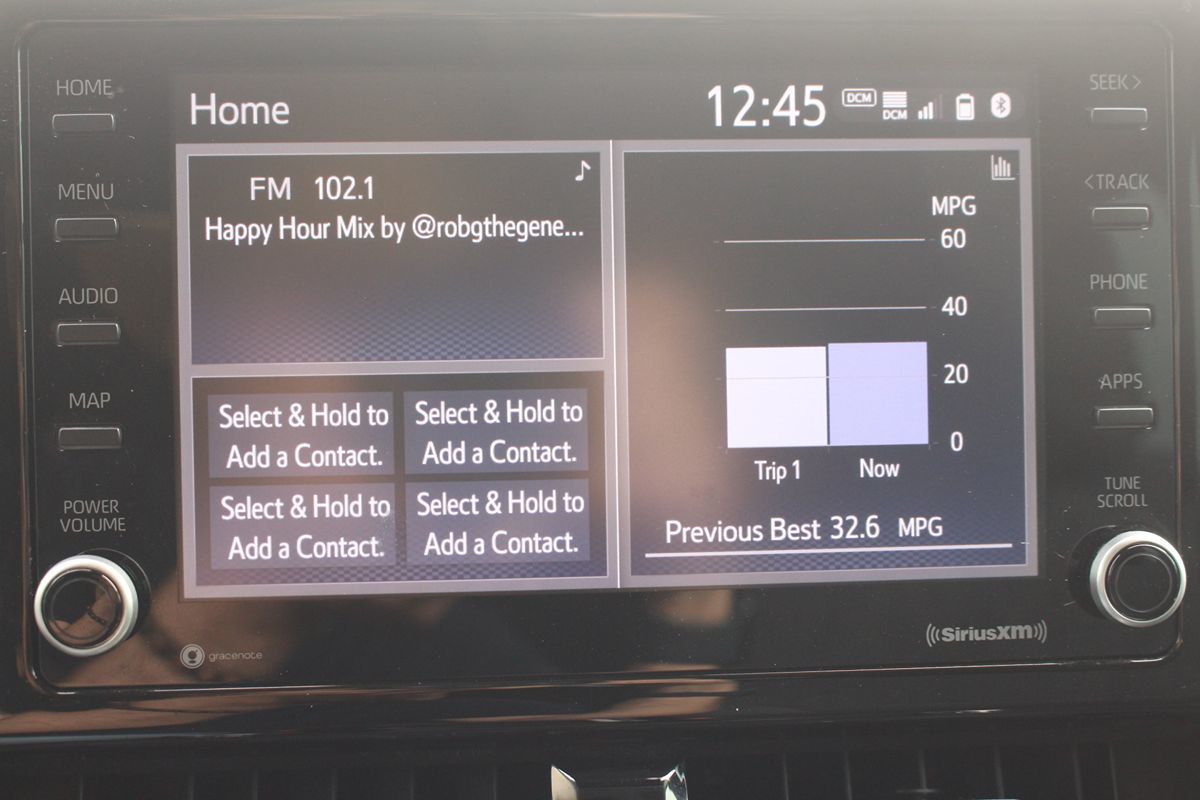 HOME
MENU
AUDIO
MAP
POWER
VOLUME
Home
12:45
DCM
DCM
FM 102.1
Happy Hour Mix by @robgthegene...
Select & Hold to
Add a Contact.
Select & Hold to
Add a Contact.
Select & Hold to
Add a Contact.
Select & Hold to
Add a Contact.
MPG
60
40
20
0
Trip 1
Now
Previous Best 32.6 MPG
SEEK>
<TRACK
PHONE
APPS
TUNE
SCROLL
gracenote
((SiriusXM))